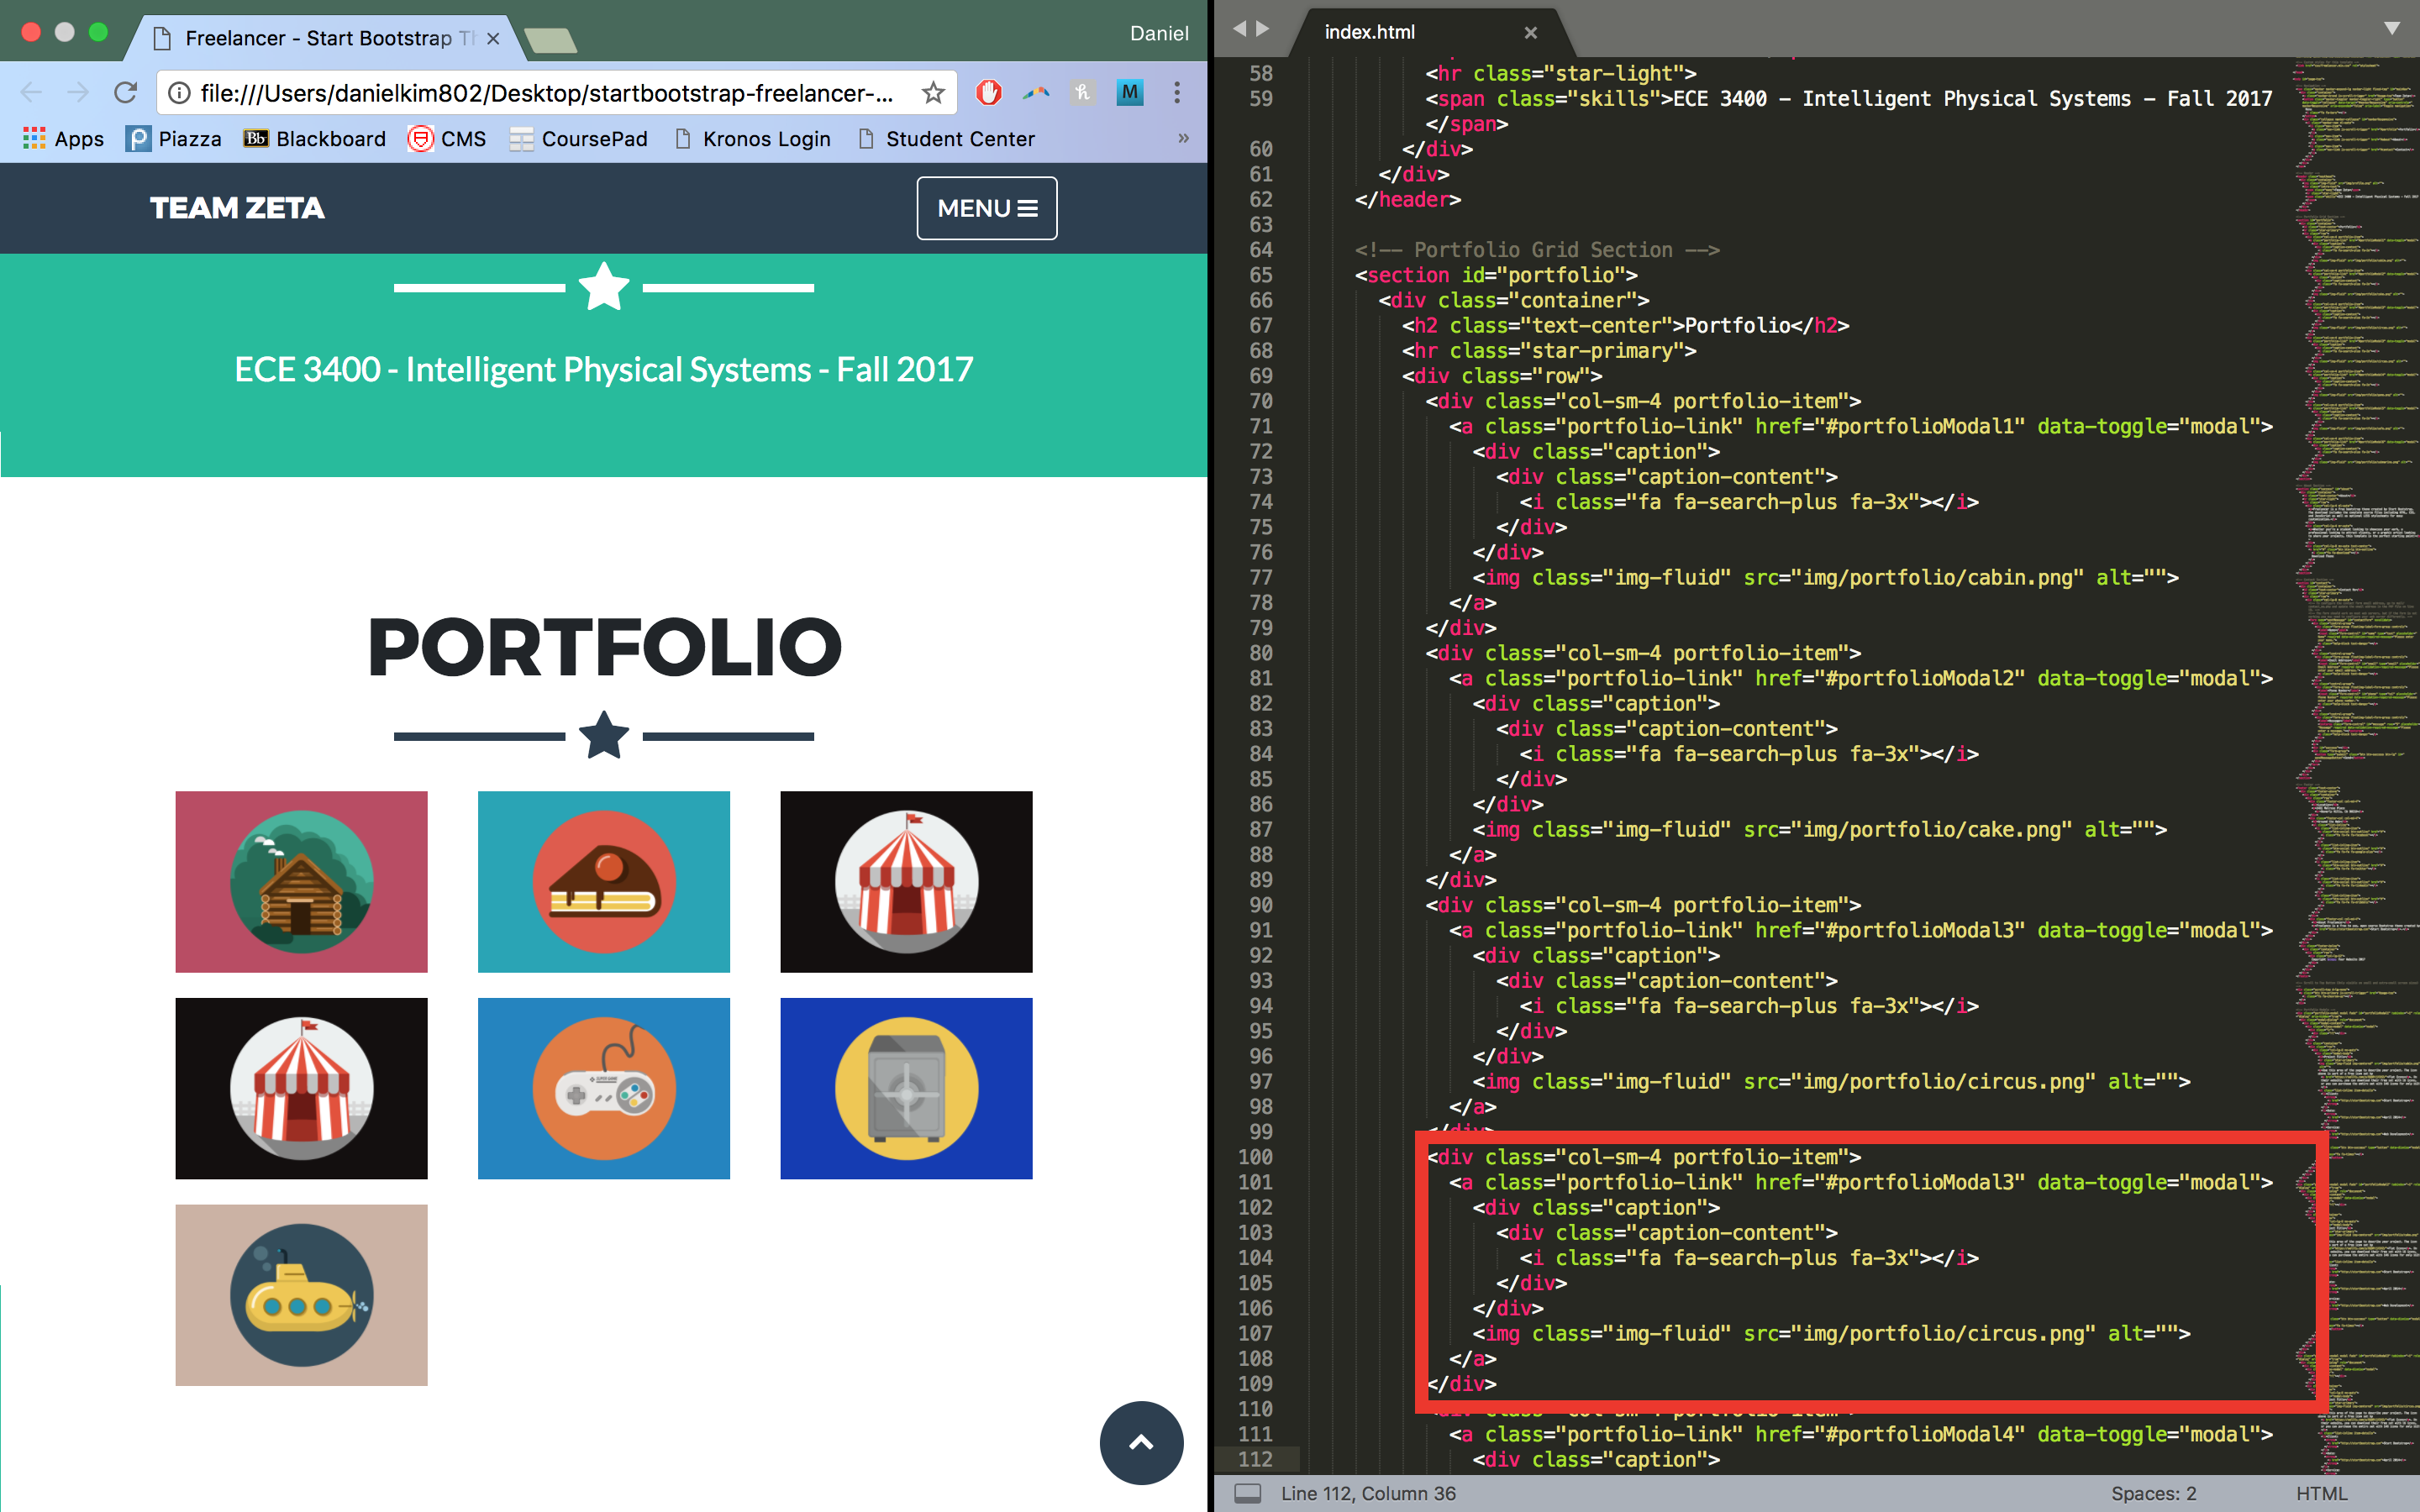 Freelancer - Start Bootstrap Th
Daniel
file:///Users/danielkim802/Desktop/startbootstrap-freelancer-...
M
Apps
Piazza
Bb Blackboard
CMS
CoursePad
Kronos Login
Student Center
»
TEAM ZETA
MENU
ECE 3400 - Intelligent Physical Systems - Fall 2017
PORTFOLIO
index.html
58 <hr class="star-light">
59 <span class="skills">ECE 3400 - Intelligent Physical Systems - Fall 2017
</span>
60 </div>
61 </div>
62 </header>
63
64 <!-- Portfolio Grid Section -->
65 <section id="portfolio">
66 <div class="container">
67 <h2 class="text-center">Portfolio</h2>
68 <hr class="star-primary">
69 <div class="row">
70 <div class="col-sm-4 portfolio-item">
71 <a class="portfolio-link" href="#portfolioModal1" data-toggle="modal">
72 <div class="caption">
73 <div class="caption-content">
74 <i class="fa fa-search-plus fa-3x"></i>
75 </div>
76 </div>
77 <img class="img-fluid" src="img/portfolio/cabin.png" alt="">
78 </a>
79 </div>
80 <div class="col-sm-4 portfolio-item">
81 <a class="portfolio-link" href="#portfolioModal2" data-toggle="modal">
82 <div class="caption">
83 <div class="caption-content">
84 <i class="fa fa-search-plus fa-3x"></i>
85 </div>
86 </div>
87 <img class="img-fluid" src="img/portfolio/cake.png" alt="">
88 </a>
89 </div>
90 <div class="col-sm-4 portfolio-item">
91 <a class="portfolio-link" href="#portfolioModal3" data-toggle="modal">
92 <div class="caption">
93 <div class="caption-content">
94 <i class="fa fa-search-plus fa-3x"></i>
95 </div>
96 </div>
97 <img class="img-fluid" src="img/portfolio/circus.png" alt="">
98 </a>
99 </div>
100 <div class="col-sm-4 portfolio-item">
101 <a class="portfolio-link" href="#portfolioModal3" data-toggle="modal">
102 <div class="caption">
103 <div class="caption-content">
104 <i class="fa fa-search-plus fa-3x"></i>
105 </div>
106 </div>
107 <img class="img-fluid" src="img/portfolio/circus.png" alt="">
108 </a>
109 </div>
110 <div class="col-sm-4 portfolio-item">
111 <a class="portfolio-link" href="#portfolioModal4" data-toggle="modal">
112 <div class="caption">
Line 112, Column 36
Spaces: 2
HTML